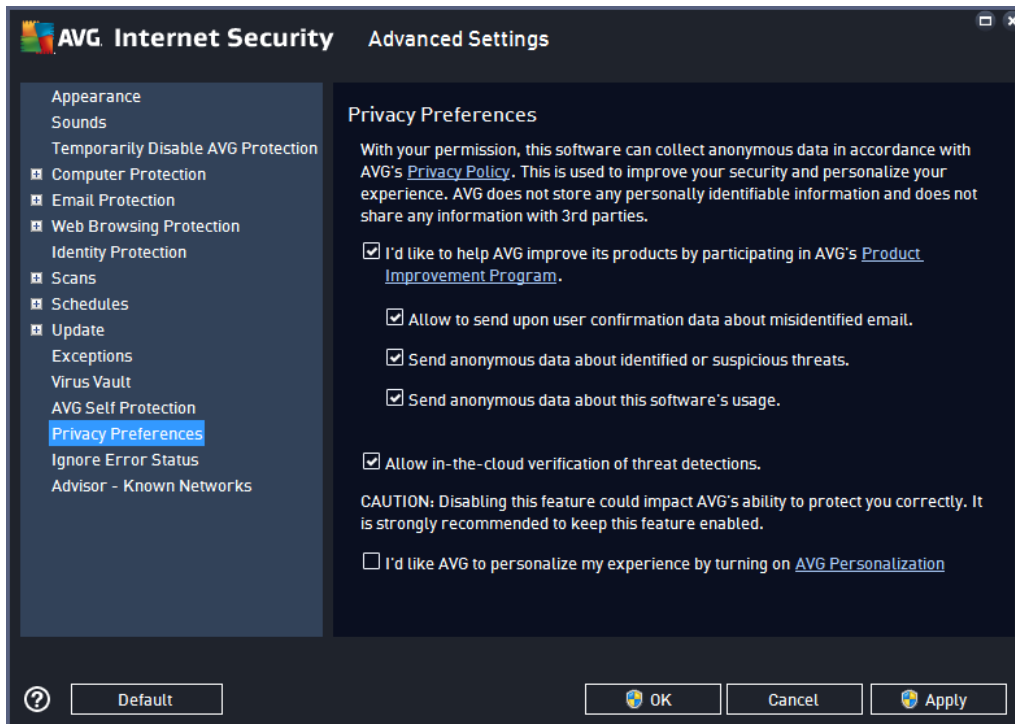 AVG. Internet Security Advanced Settings
Appearance
Sounds
Temporarily Disable AVG Protection
Computer Protection
Email Protection
Web Browsing Protection
Identity Protection
Scans
Schedules
Update
Exceptions
Virus Vault
AVG Self Protection
Privacy Preferences
Ignore Error Status
Advisor - Known Networks
Privacy Preferences
With your permission, this software can collect anonymous data in accordance with
AVG's Privacy Policy. This is used to improve your security and personalize your
experience. AVG does not store any personally identifiable information and does not
share any information with 3rd parties.
I'd like to help AVG improve its products by participating in AVG's Product
Improvement Program.
Allow to send upon user confirmation data about misidentified email.
Send anonymous data about identified or suspicious threats.
Send anonymous data about this software's usage.
Allow in-the-cloud verification of threat detections.
CAUTION: Disabling this feature could impact AVG's ability to protect you correctly. It
is strongly recommended to keep this feature enabled.
I'd like AVG to personalize my experience by turning on AVG Personalization
? Default OK Cancel Apply